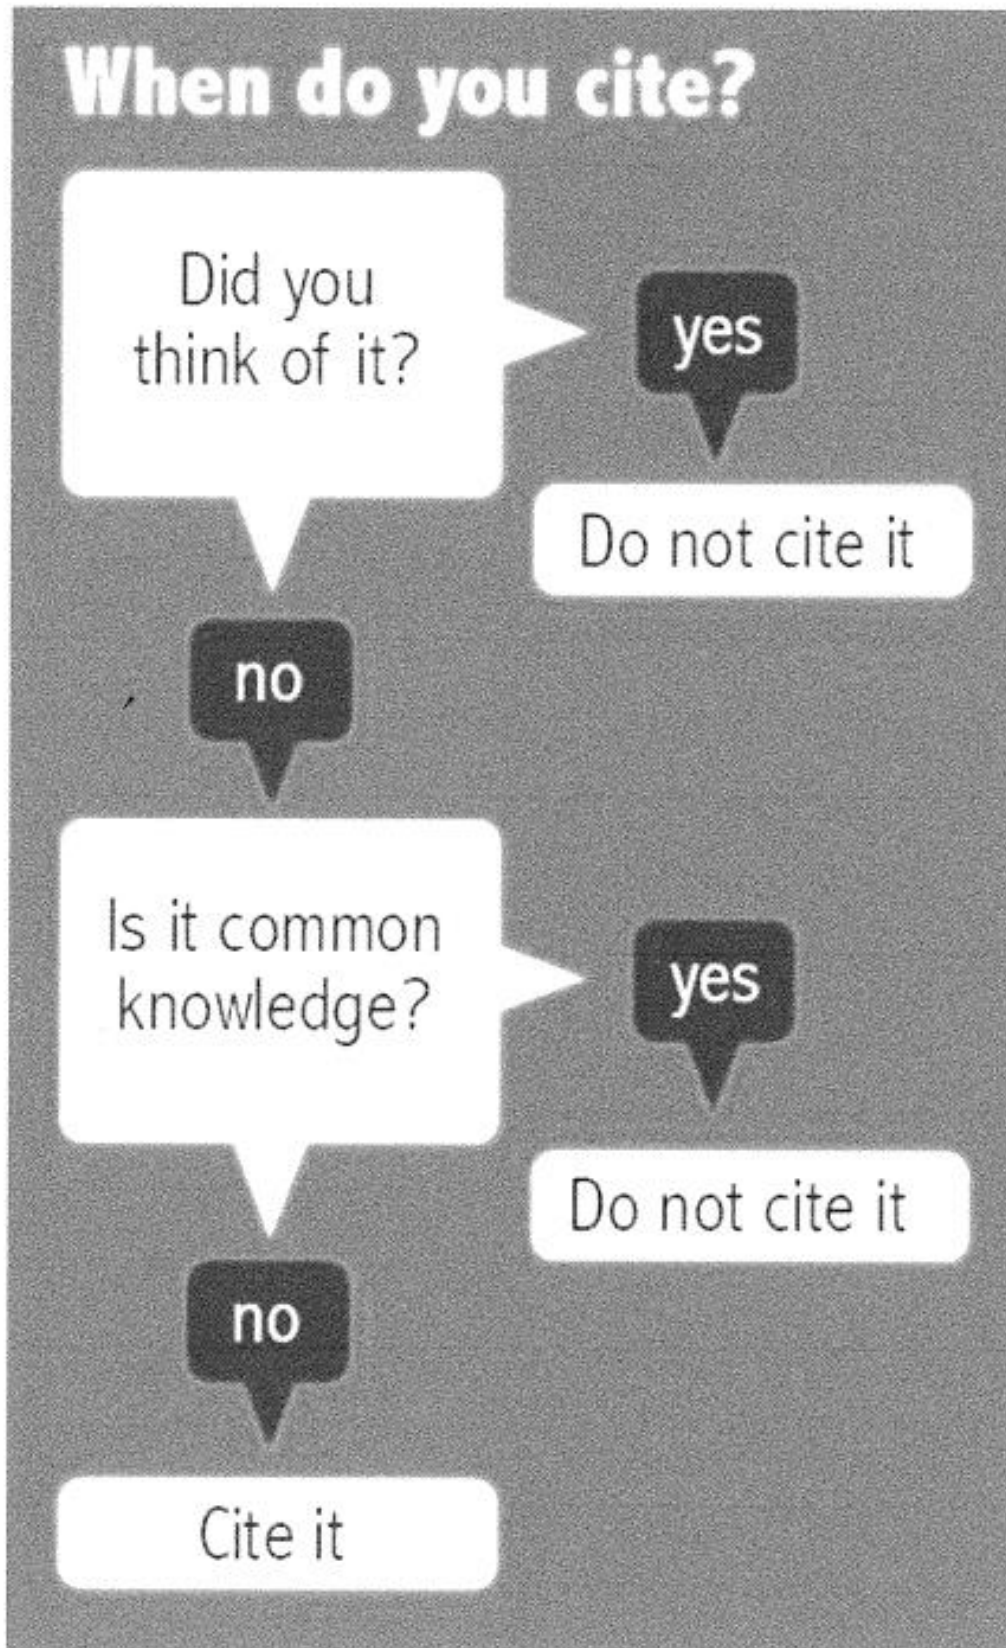 When do you cite?
Did you
think of it?
yes
Do not cite it
no
Is it common
knowledge?
yes
Do not cite it
no
Cite it